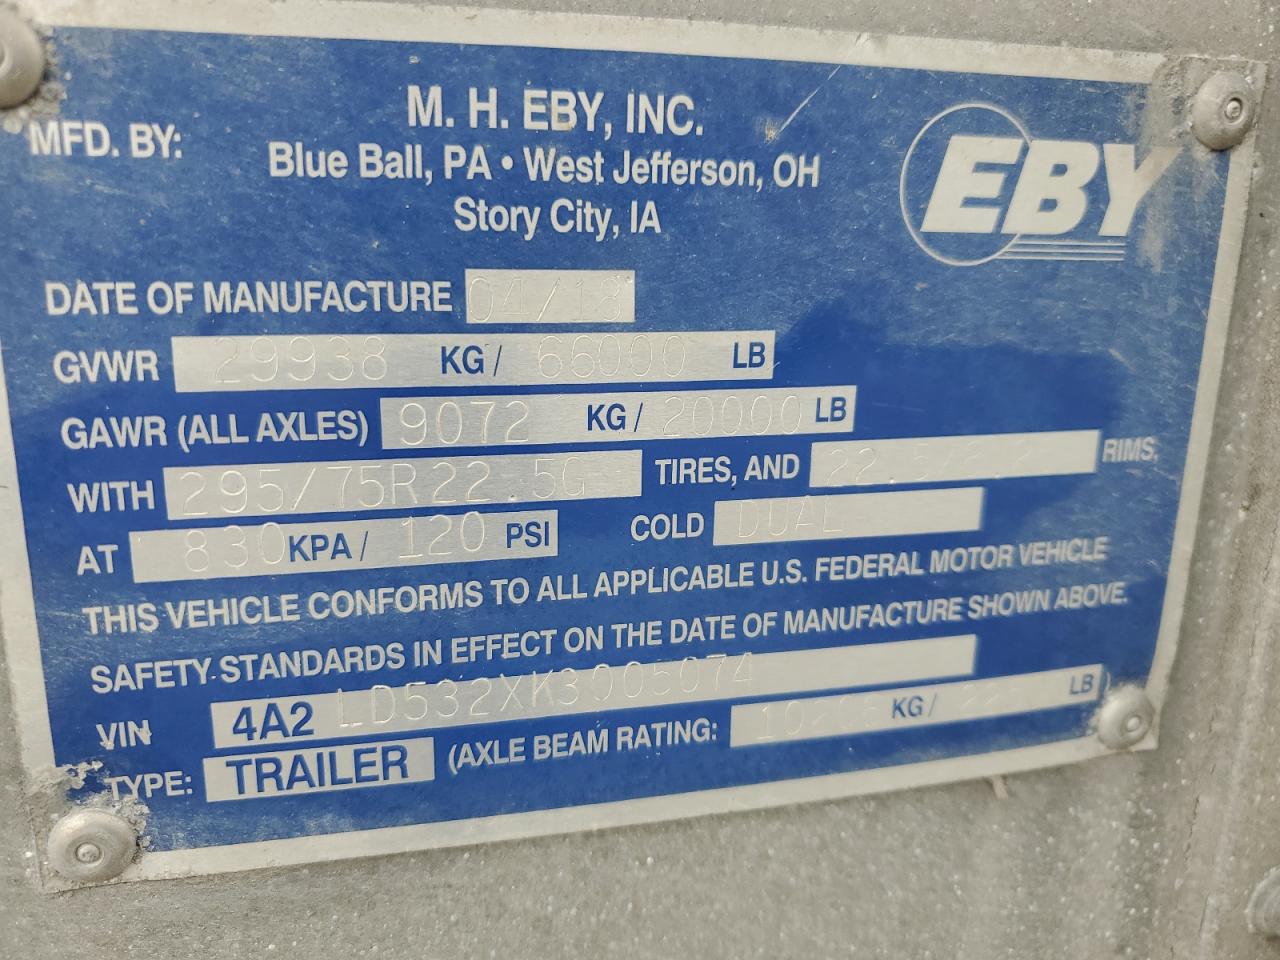 M. H. EBY, INC.
MFD. BY: Blue Ball, PA • West Jefferson, OH
Story City, IA
EBY
DATE OF MANUFACTURE 04/18
GVWR 29938 KG/ 66000 LB
GAWR (ALL AXLES) 9072 KG/ 20000 LB
WITH 295/75R22.5G TIRES, AND RIMS,
AT 830 KPA/ 120 PSI COLD DUAL
THIS VEHICLE CONFORMS TO ALL APPLICABLE U.S. FEDERAL MOTOR VEHICLE
SAFETY STANDARDS IN EFFECT ON THE DATE OF MANUFACTURE SHOWN ABOVE.
VIN 4A2 LD532XK3005074
TYPE: TRAILER (AXLE BEAM RATING: KG/ LB)